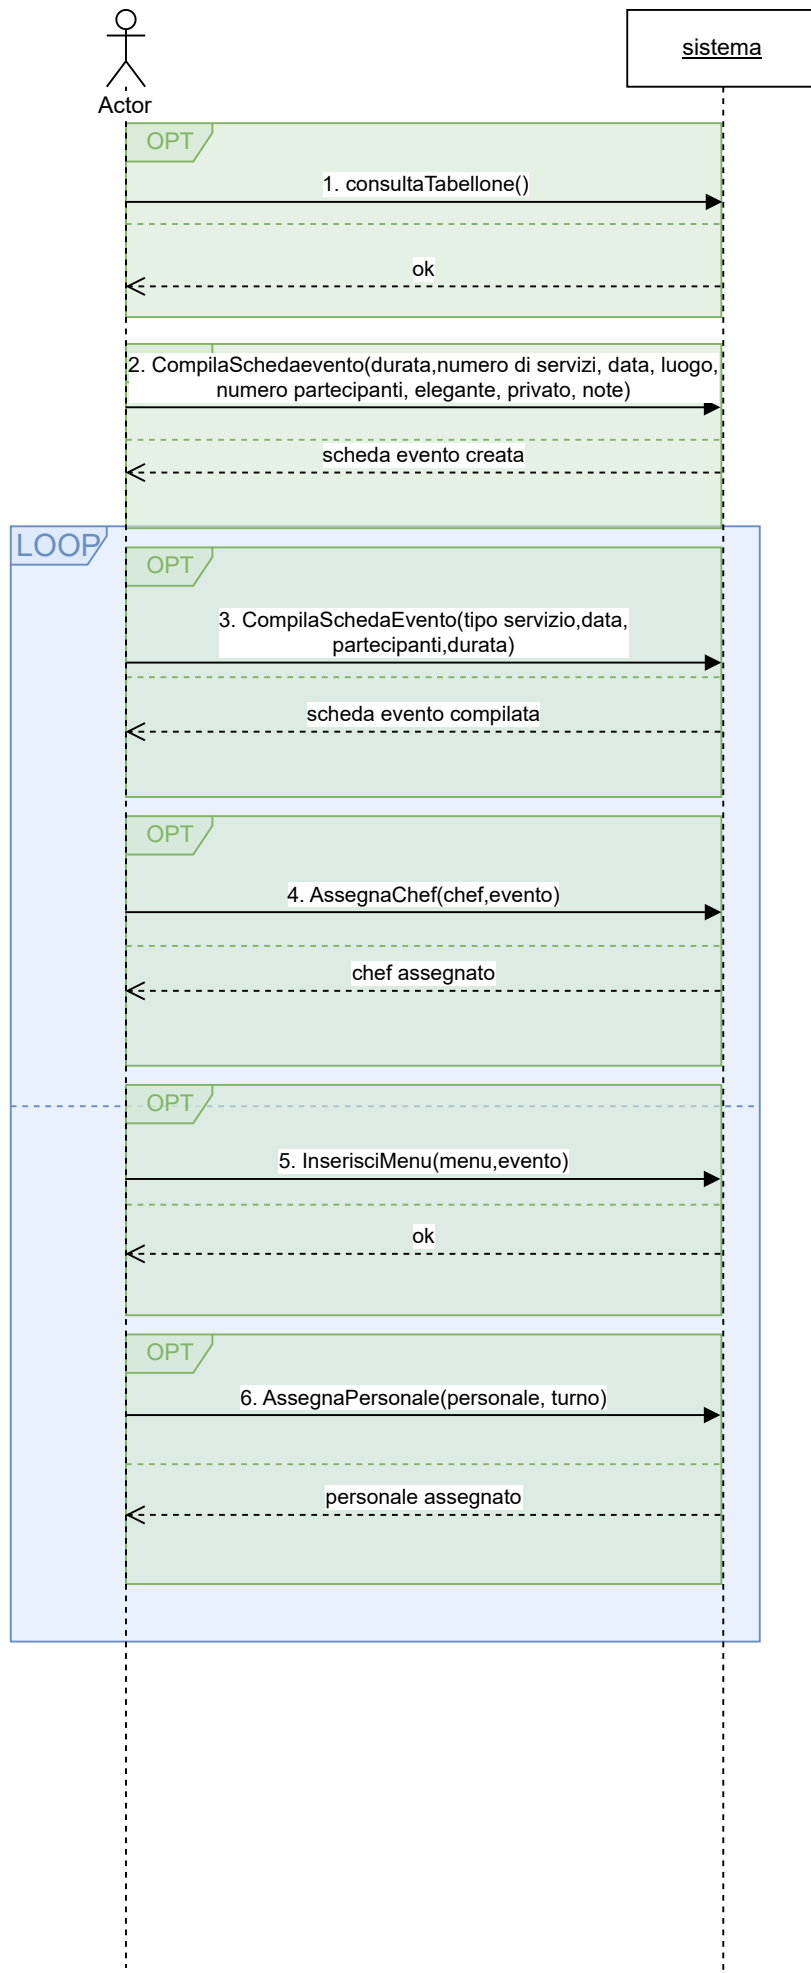 sistema
Actor
OPT
1. consultaTabellone()
ok
2. CompilaSchedaevento(durata,numero di servizi, data, luogo,
numero partecipanti, elegante, privato, note)
scheda evento creata
LOOP
OPT
3. CompilaSchedaEvento(tipo servizio,data,
partecipanti,durata)
scheda evento compilata
OPT
4. AssegnaChef(chef,evento)
chef assegnato
OPT
5. InserisciMenu(menu,evento)
ok
OPT
6. AssegnaPersonale(personale, turno)
personale assegnato